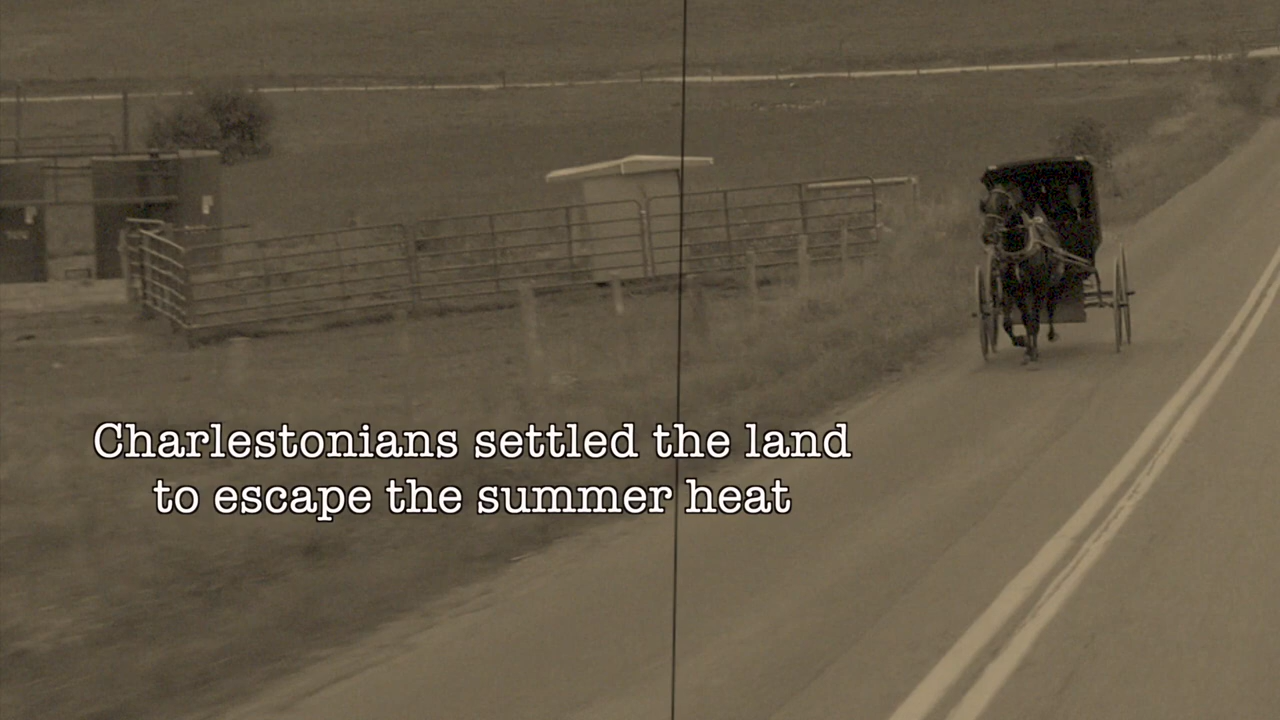 Charlestonians settled the land
to escape the summer heat